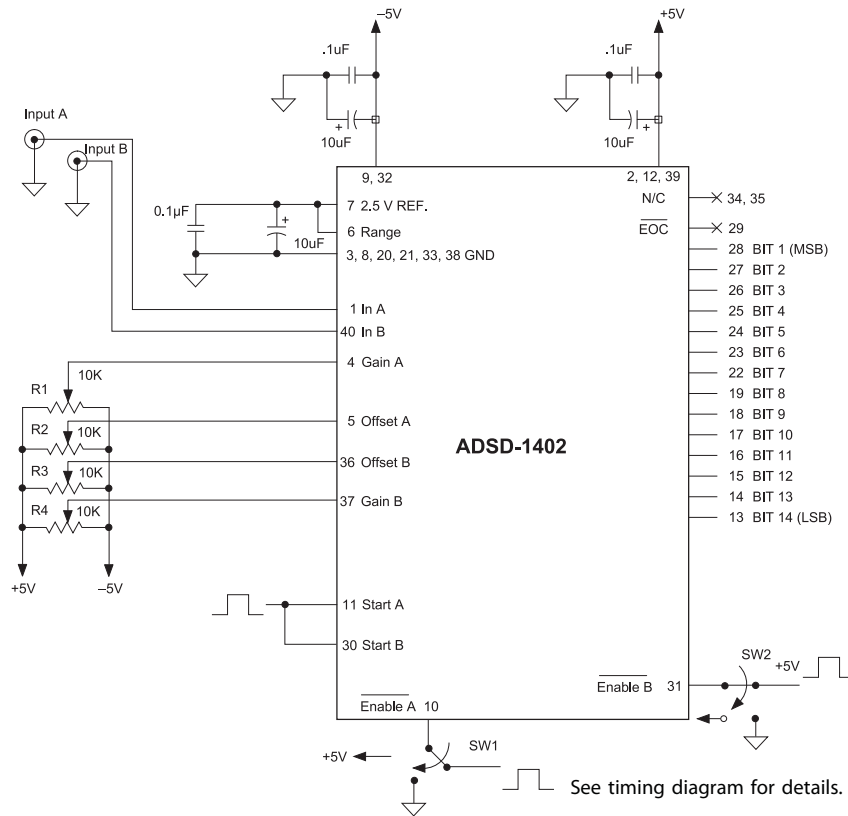 –5V
+5V
.1uF
.1uF
+
10uF
10uF
+
Input A
Input B
9, 32
2, 12, 39
0.1µF
+
10uF
7 2.5 V REF.
6 Range
3, 8, 20, 21, 33, 38 GND
N/C
34, 35
EOC
29
28 BIT 1 (MSB)
27 BIT 2
26 BIT 3
25 BIT 4
24 BIT 5
23 BIT 6
22 BIT 7
19 BIT 8
18 BIT 9
17 BIT 10
16 BIT 11
15 BIT 12
14 BIT 13
13 BIT 14 (LSB)
1 In A
40 In B
4 Gain A
R1
10K
5 Offset A
R2
10K
36 Offset B
R3
10K
37 Gain B
R4
10K
ADSD-1402
+5V
–5V
11 Start A
30 Start B
SW2
+5V
Enable B 31
Enable A 10
SW1
+5V
See timing diagram for details.